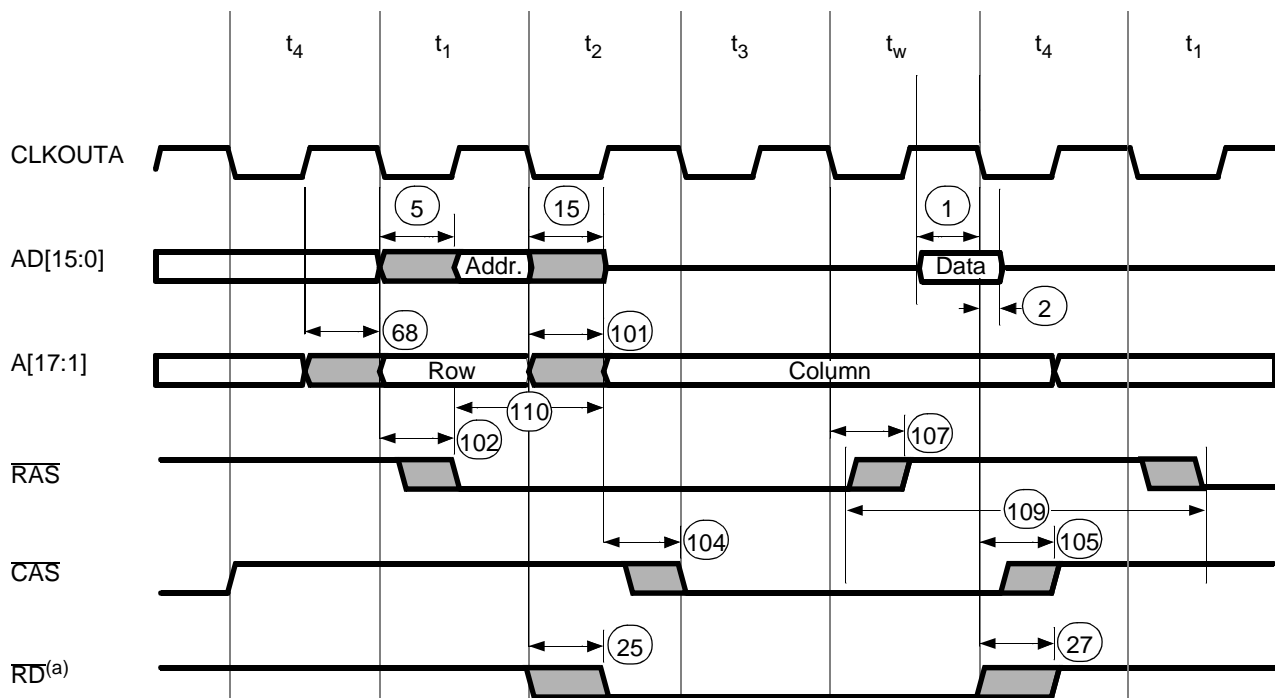 t4 t1 t2 t3 tw t4 t1
CLKOUTA
5 15 1
AD[15:0] Addr. Data
2
68 101
A[17:1] Row Column
110
102 107
RAS
109
104 105
CAS
25 27
RD(a)